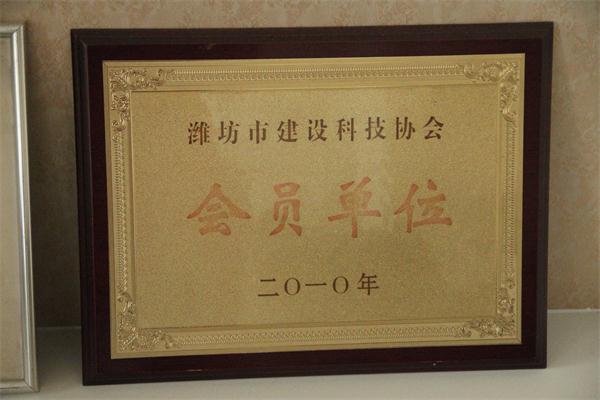 潍坊市建设科技协会
会员单位
二〇一〇年